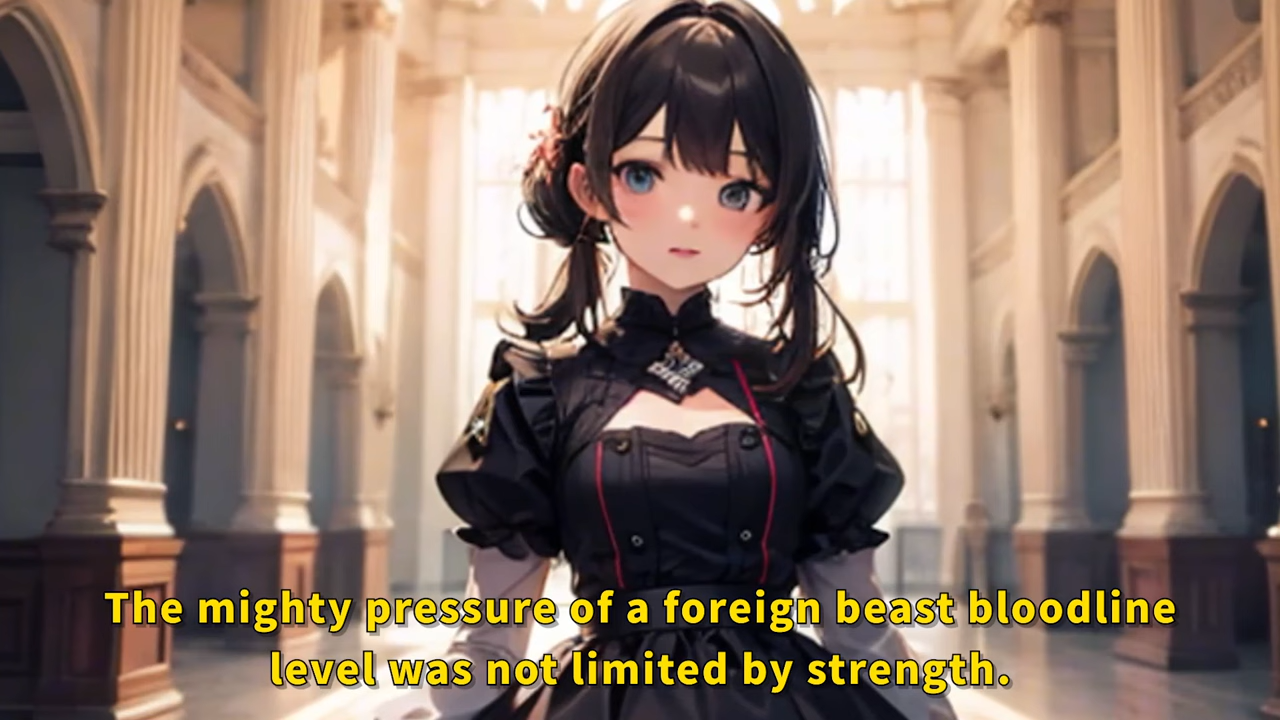 The mighty pressure of a foreign beast bloodline
level was not limited by strength.